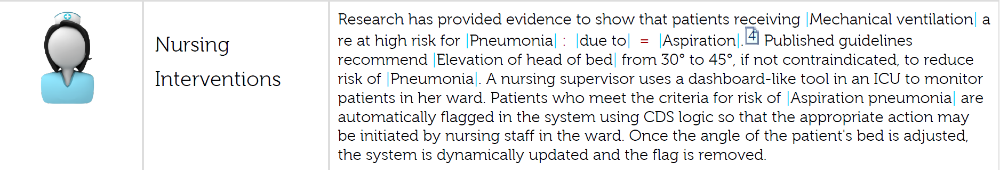 Nursing
Interventions
Research has provided evidence to show that patients receiving |Mechanical ventilation| a
re at high risk for |Pneumonia| : |due to| = |Aspiration|. 4 Published guidelines
recommend |Elevation of head of bed| from 30° to 45°, if not contraindicated, to reduce
risk of |Pneumonia|. A nursing supervisor uses a dashboard-like tool in an ICU to monitor
patients in her ward. Patients who meet the criteria for risk of |Aspiration pneumonia| are
automatically flagged in the system using CDS logic so that the appropriate action may
be initiated by nursing staff in the ward. Once the angle of the patient's bed is adjusted,
the system is dynamically updated and the flag is removed.